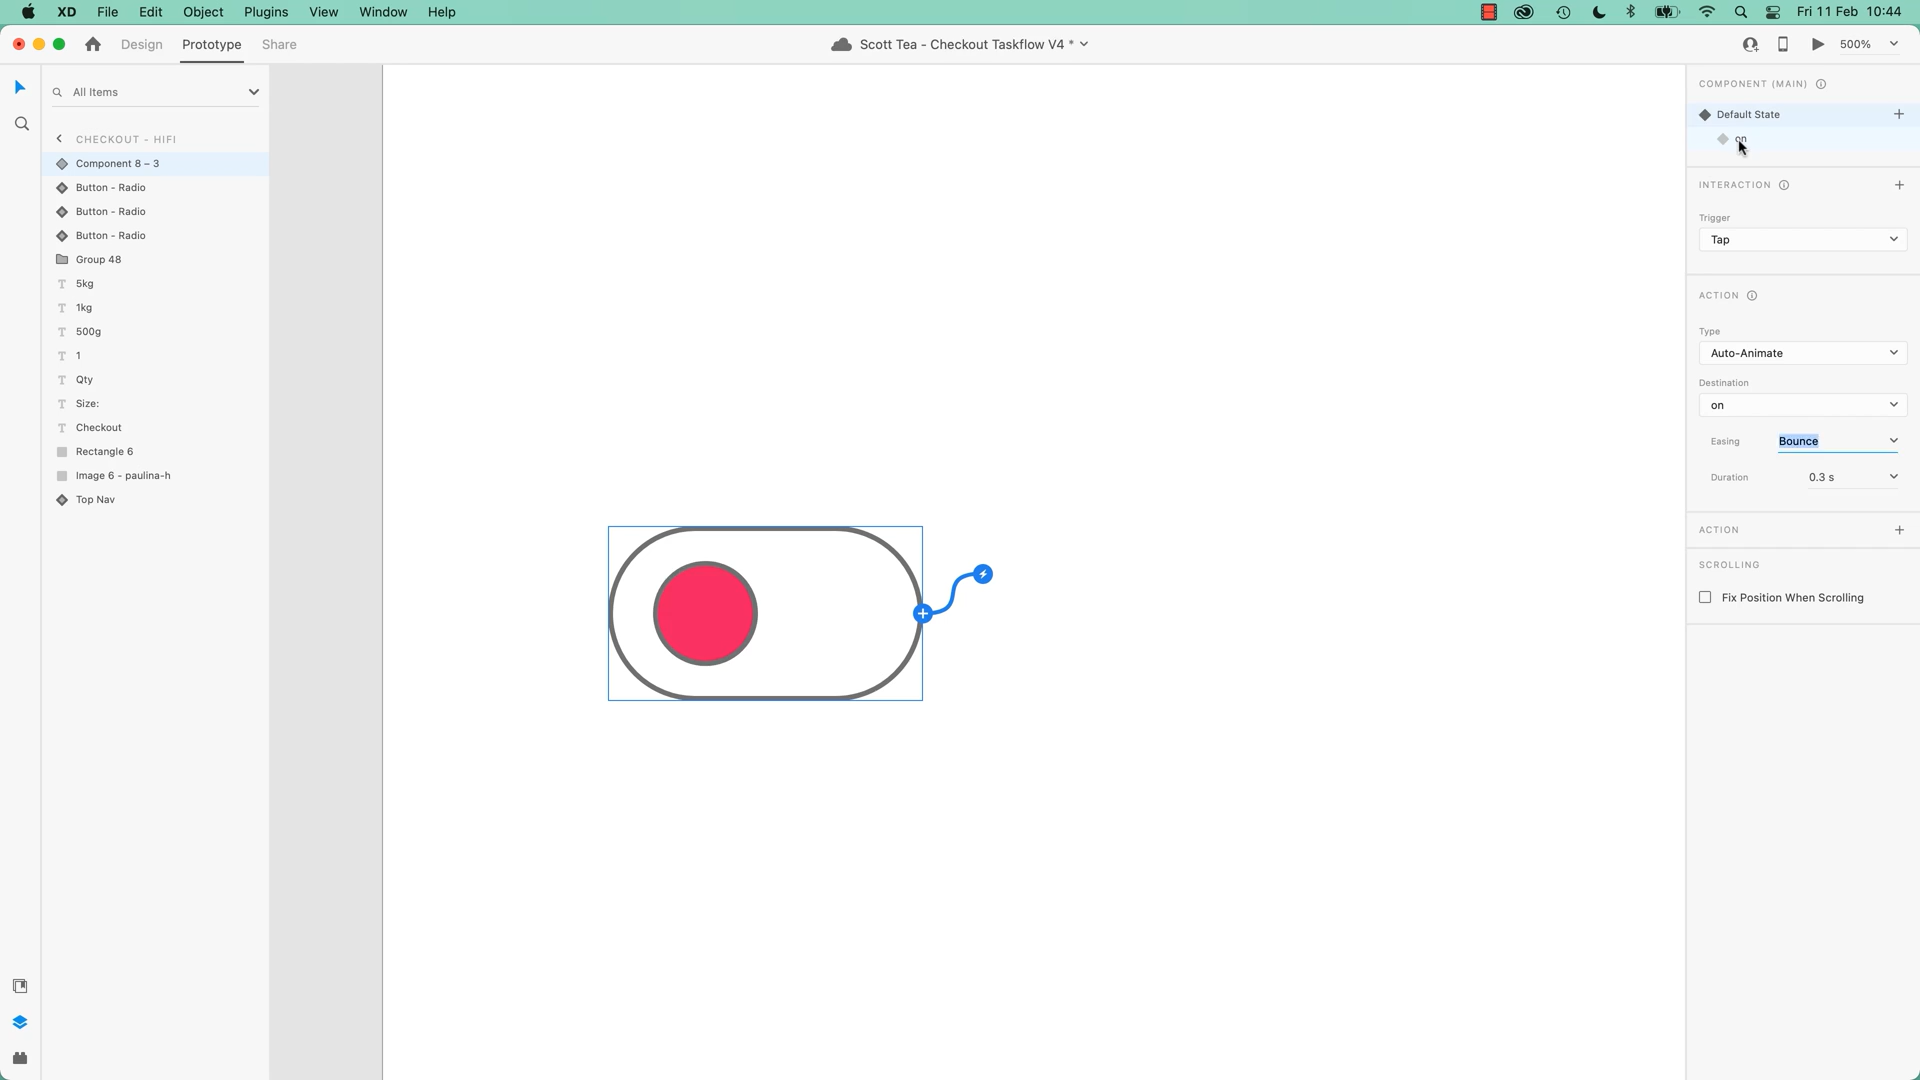 XD File Edit Object Plugins View Window Help Fri 11 Feb 10:44
Design Prototype Share Scott Tea - Checkout Taskflow V4 * 500%
All Items
CHECKOUT - HIFI
Component 8 – 3
Button - Radio
Button - Radio
Button - Radio
Group 48
5kg
1kg
500g
1
Qty
Size:
Checkout
Rectangle 6
Image 6 - paulina-h
Top Nav
COMPONENT (MAIN)
Default State
on
INTERACTION
Trigger
Tap
ACTION
Type
Auto-Animate
Destination
on
Easing Bounce
Duration 0.3 s
ACTION
SCROLLING
Fix Position When Scrolling